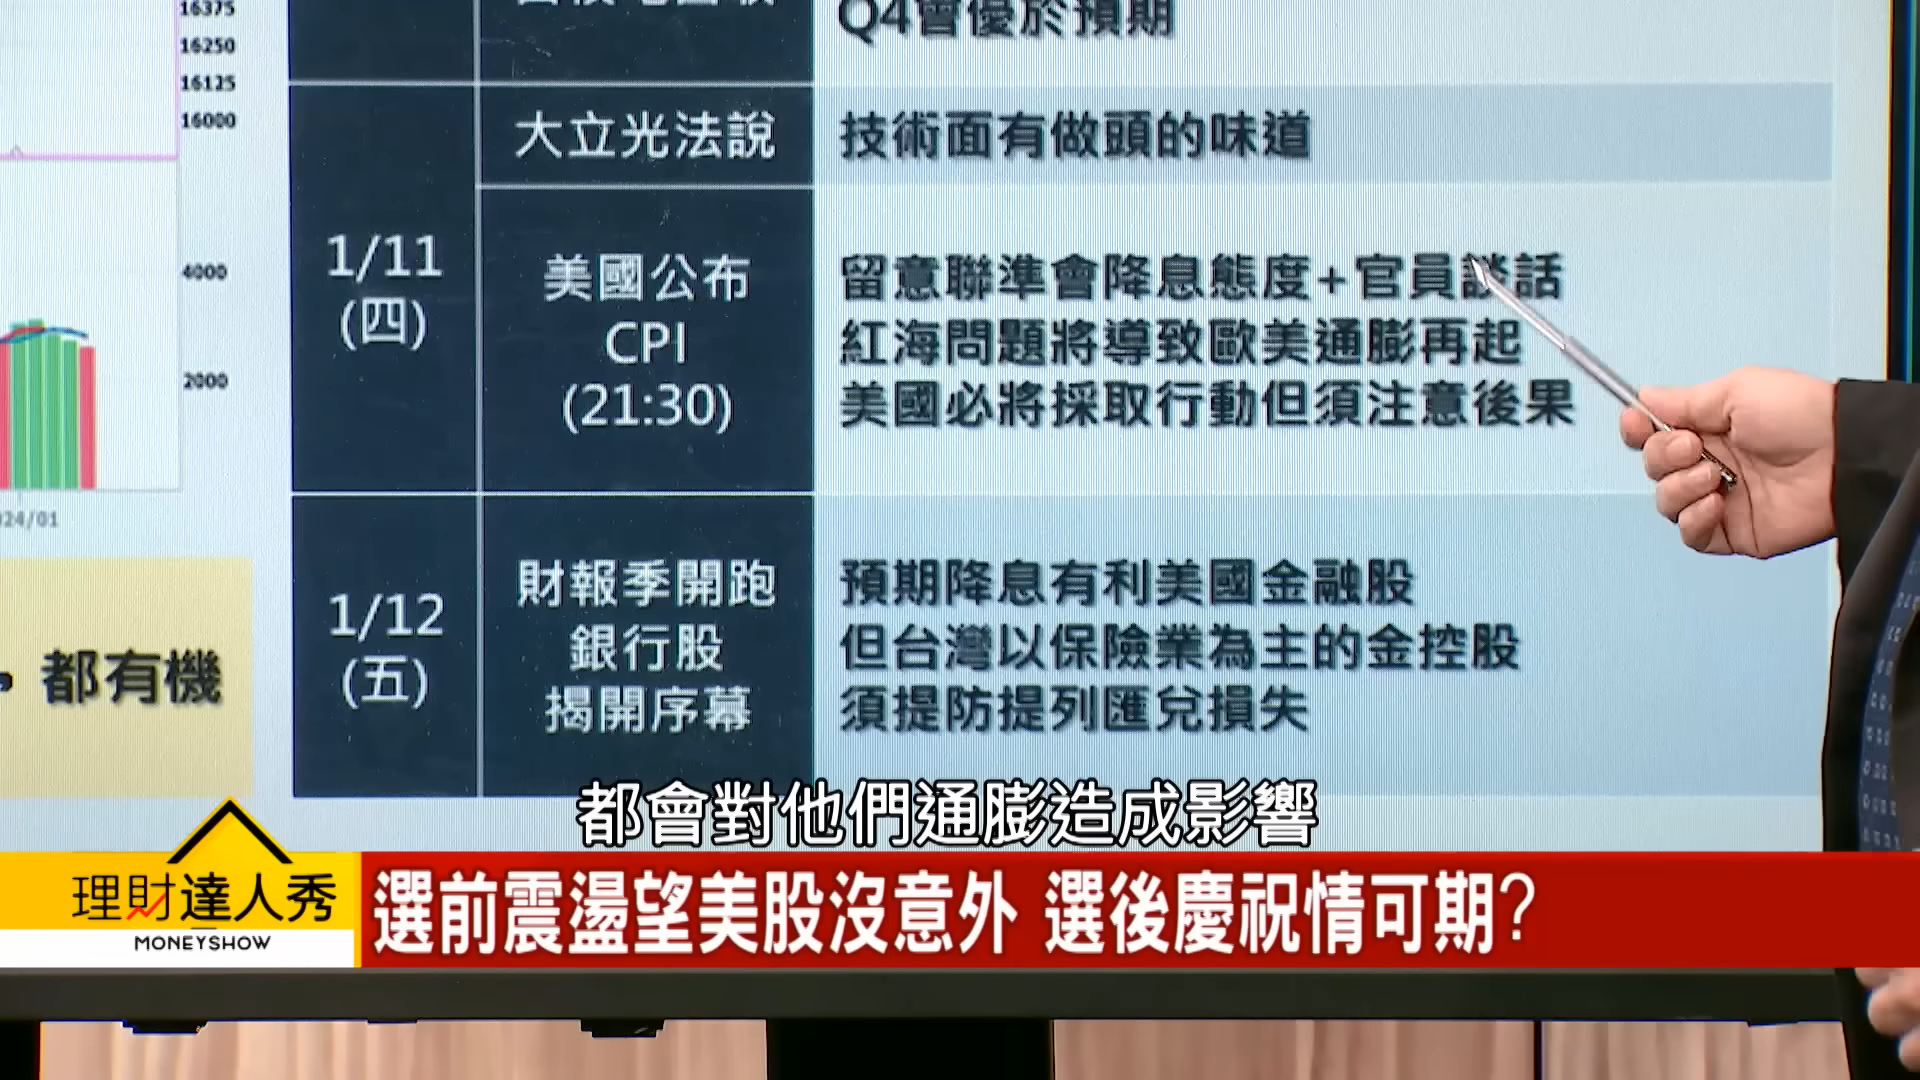 16375
16250
16125
16000
4000
2000
24/01
都有機
Q4會優於預期
1/11
(四)
大立光法說
技術面有做頭的味道
美國公布
CPI
(21:30)
留意聯準會降息態度+官員談話
紅海問題將導致歐美通膨再起
美國必將採取行動但須注意後果
1/12
(五)
財報季開跑
銀行股
揭開序幕
預期降息有利美國金融股
但台灣以保險業為主的金控股
須提防提列匯兌損失
都會對他們通膨造成影響
理財達人秀
MONEYSHOW
選前震盪望美股沒意外 選後慶祝情可期?